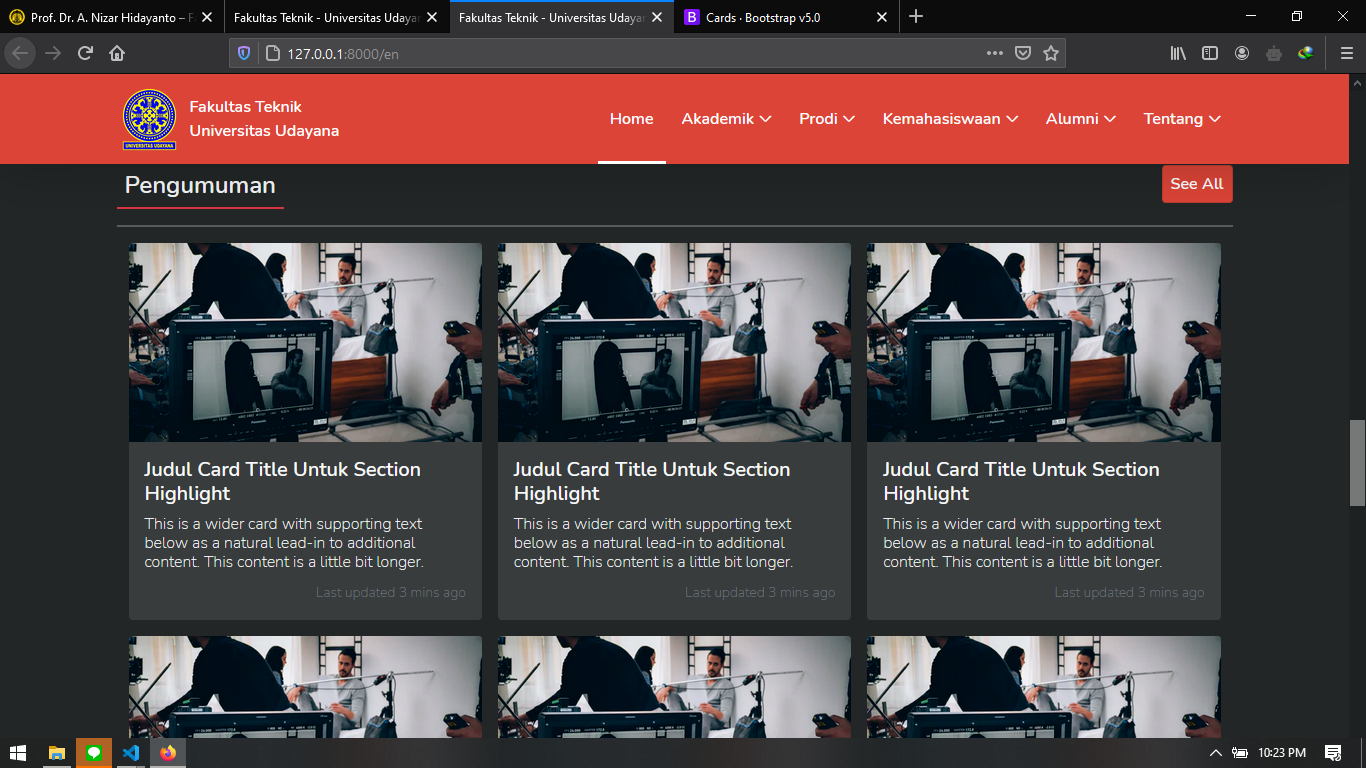 Prof. Dr. A. Nizar Hidayanto – F
Fakultas Teknik - Universitas Udaya
Fakultas Teknik - Universitas Udaya
Cards · Bootstrap v5.0
127.0.0.1:8000/en
UNIVERSITAS UDAYANA
Fakultas Teknik
Universitas Udayana
Home
Akademik
Prodi
Kemahasiswaan
Alumni
Tentang
Pengumuman
See All
Judul Card Title Untuk Section
Highlight
This is a wider card with supporting text
below as a natural lead-in to additional
content. This content is a little bit longer.
Last updated 3 mins ago
Judul Card Title Untuk Section
Highlight
This is a wider card with supporting text
below as a natural lead-in to additional
content. This content is a little bit longer.
Last updated 3 mins ago
Judul Card Title Untuk Section
Highlight
This is a wider card with supporting text
below as a natural lead-in to additional
content. This content is a little bit longer.
Last updated 3 mins ago
10:23 PM